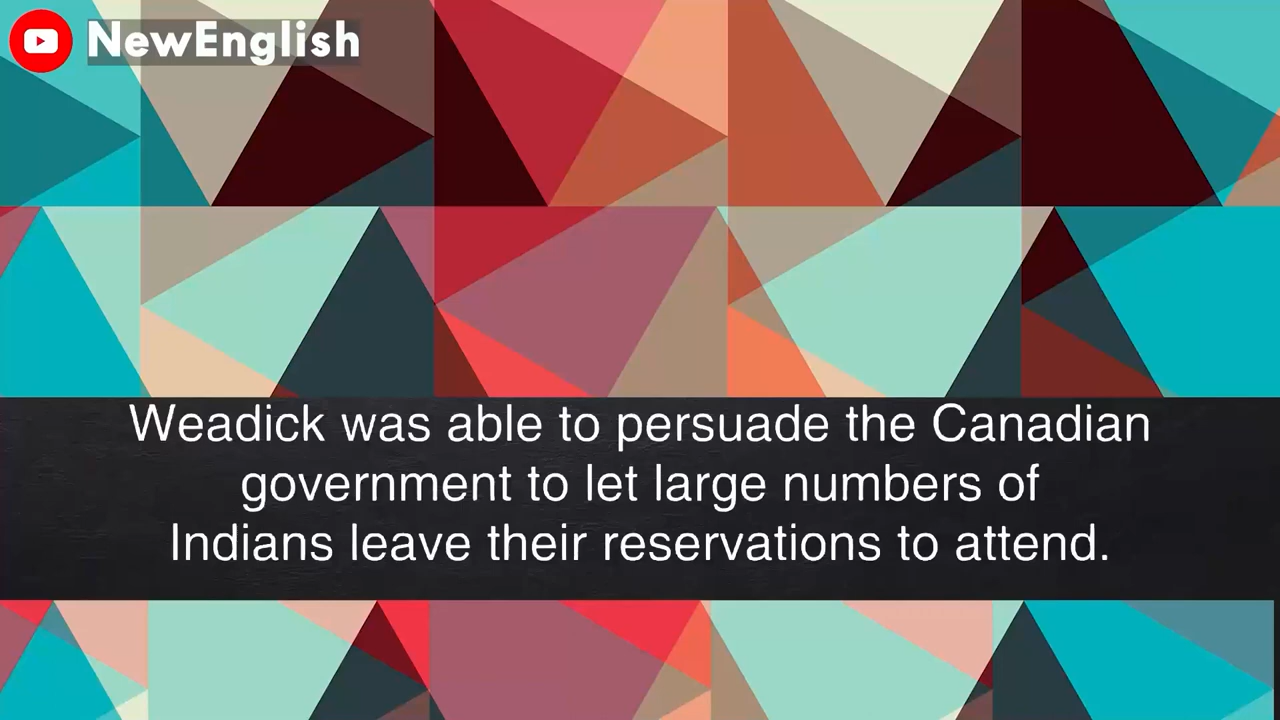 NewEnglish
Weadick was able to persuade the Canadian
government to let large numbers of
Indians leave their reservations to attend.